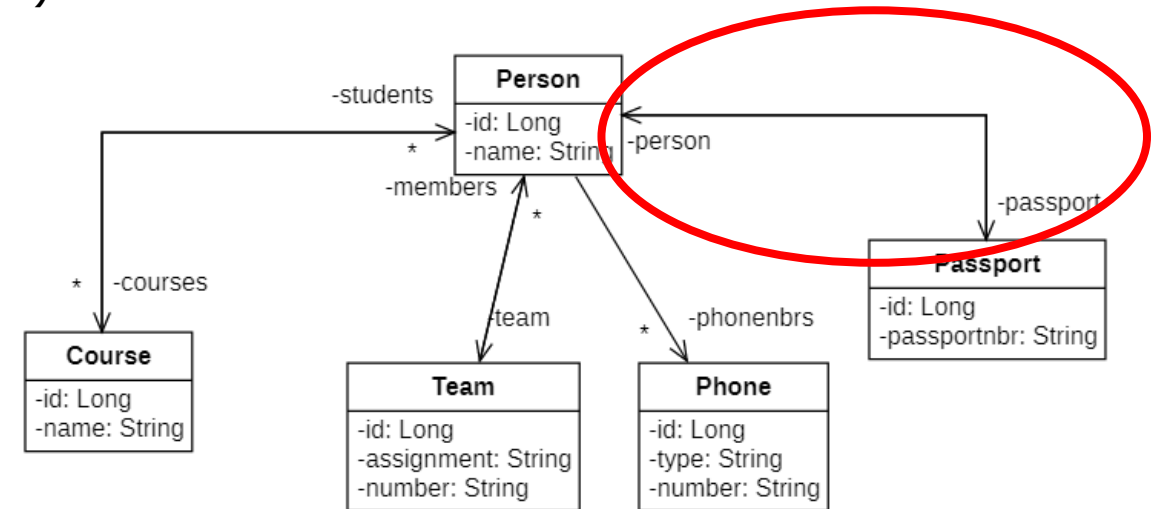 Person
-id: Long
-name: String
-students
*
-members
*
-person
-passport
Passport
-id: Long
-passportnbr: String
*
-courses
Course
-id: Long
-name: String
-team
*
-phonenbrs
Team
-id: Long
-assignment: String
-number: String
Phone
-id: Long
-type: String
-number: String